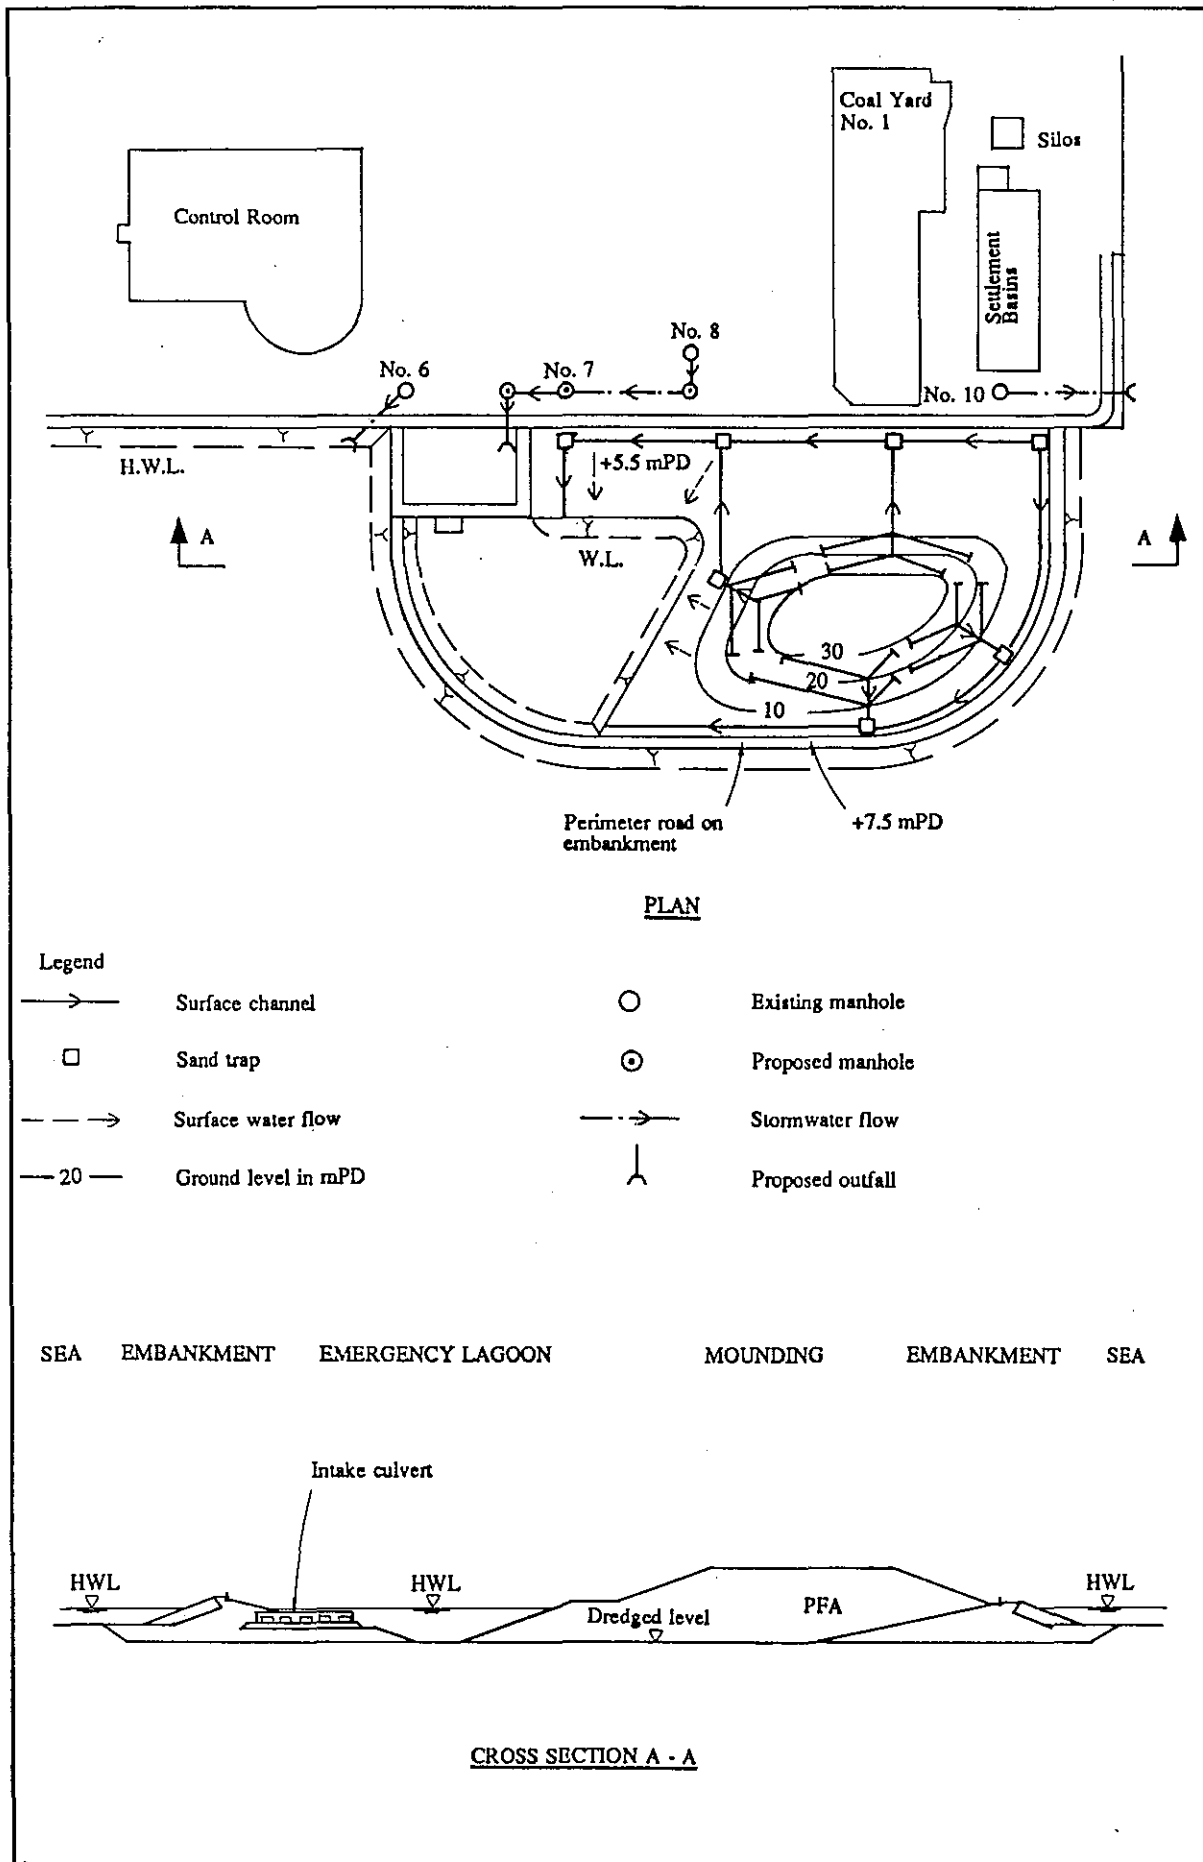 Coal Yard
No. 1
Silos
Control Room
Settlement
Basins
No. 8
No. 6
No. 7
No. 10
H.W.L.
+5.5 mPD
A
A
W.L.
30
20
10
Perimeter road on
embankment
+7.5 mPD
PLAN
Legend
Surface channel
Existing manhole
Sand trap
Proposed manhole
Surface water flow
Stormwater flow
20
Ground level in mPD
Proposed outfall
SEA EMBANKMENT EMERGENCY LAGOON MOUNDING EMBANKMENT SEA
Intake culvert
HWL
HWL
HWL
Dredged level
PFA
CROSS SECTION A - A